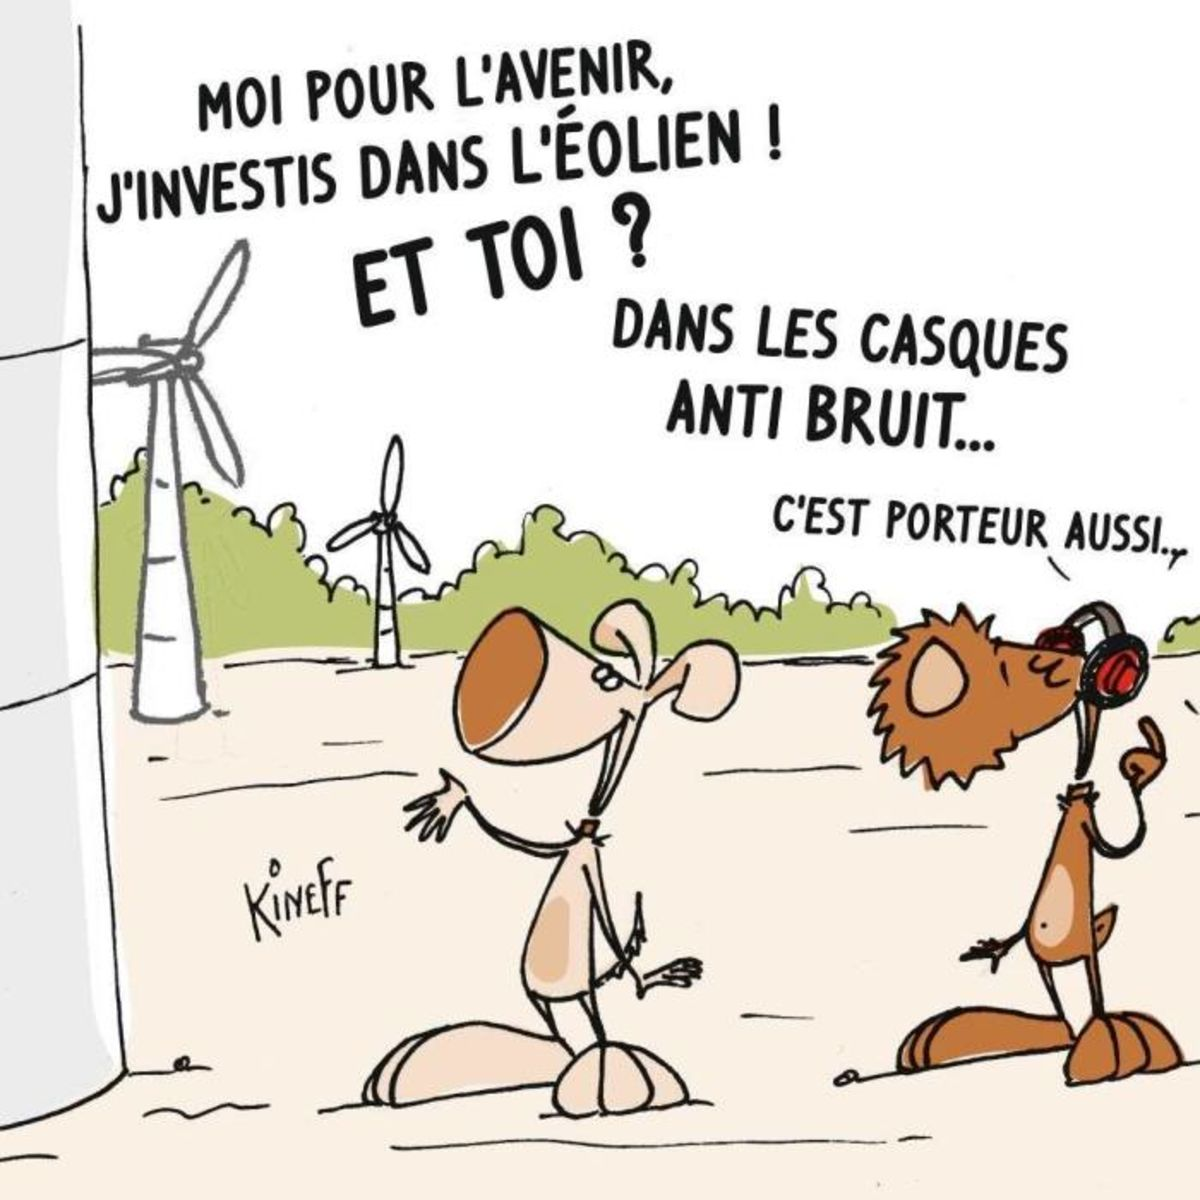 MOI POUR L'AVENIR,
J'INVESTIS DANS L'ÉOLIEN !
ET TOI ?
DANS LES CASQUES
ANTI BRUIT...
C'EST PORTEUR AUSSI...
KINEFF